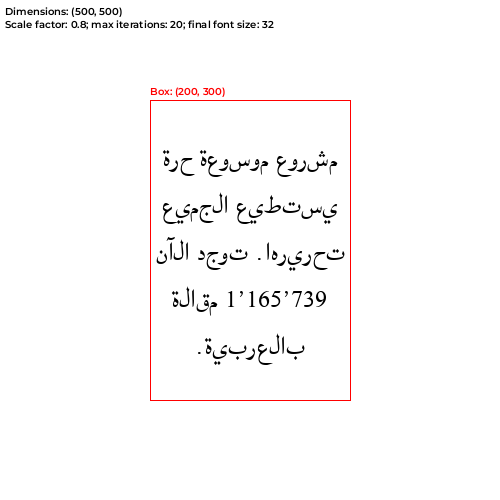 Dimensions: (500, 500)
Scale factor: 0.8; max iterations: 20; final font size: 32
Box: (200, 300)
مشروع موسوعة حرة
يستطيع الجميع
تحريرها. توجد الآن
1’165’739 مقالة
بالعربية.